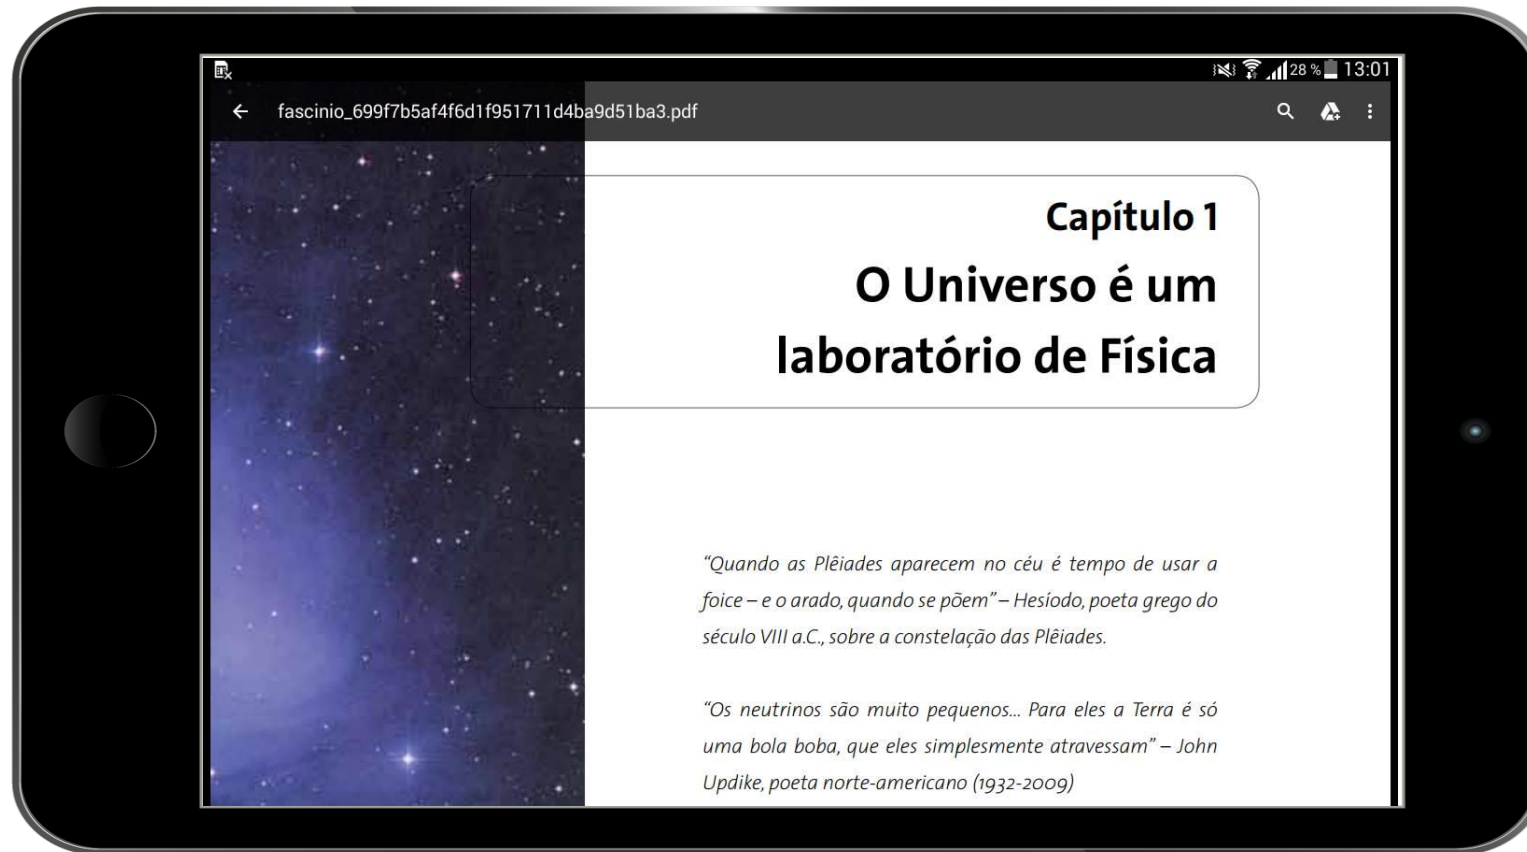 28 % 13:01
fascinio_699f7b5af4f6d1f951711d4ba9d51ba3.pdf
Capítulo 1
O Universo é um
laboratório de Física
“Quando as Plêiades aparecem no céu é tempo de usar a
foice – e o arado, quando se põem” – Hesíodo, poeta grego do
século VIII a.C., sobre a constelação das Plêiades.
“Os neutrinos são muito pequenos... Para eles a Terra é só
uma bola boba, que eles simplesmente atravessam” – John
Updike, poeta norte-americano (1932-2009)